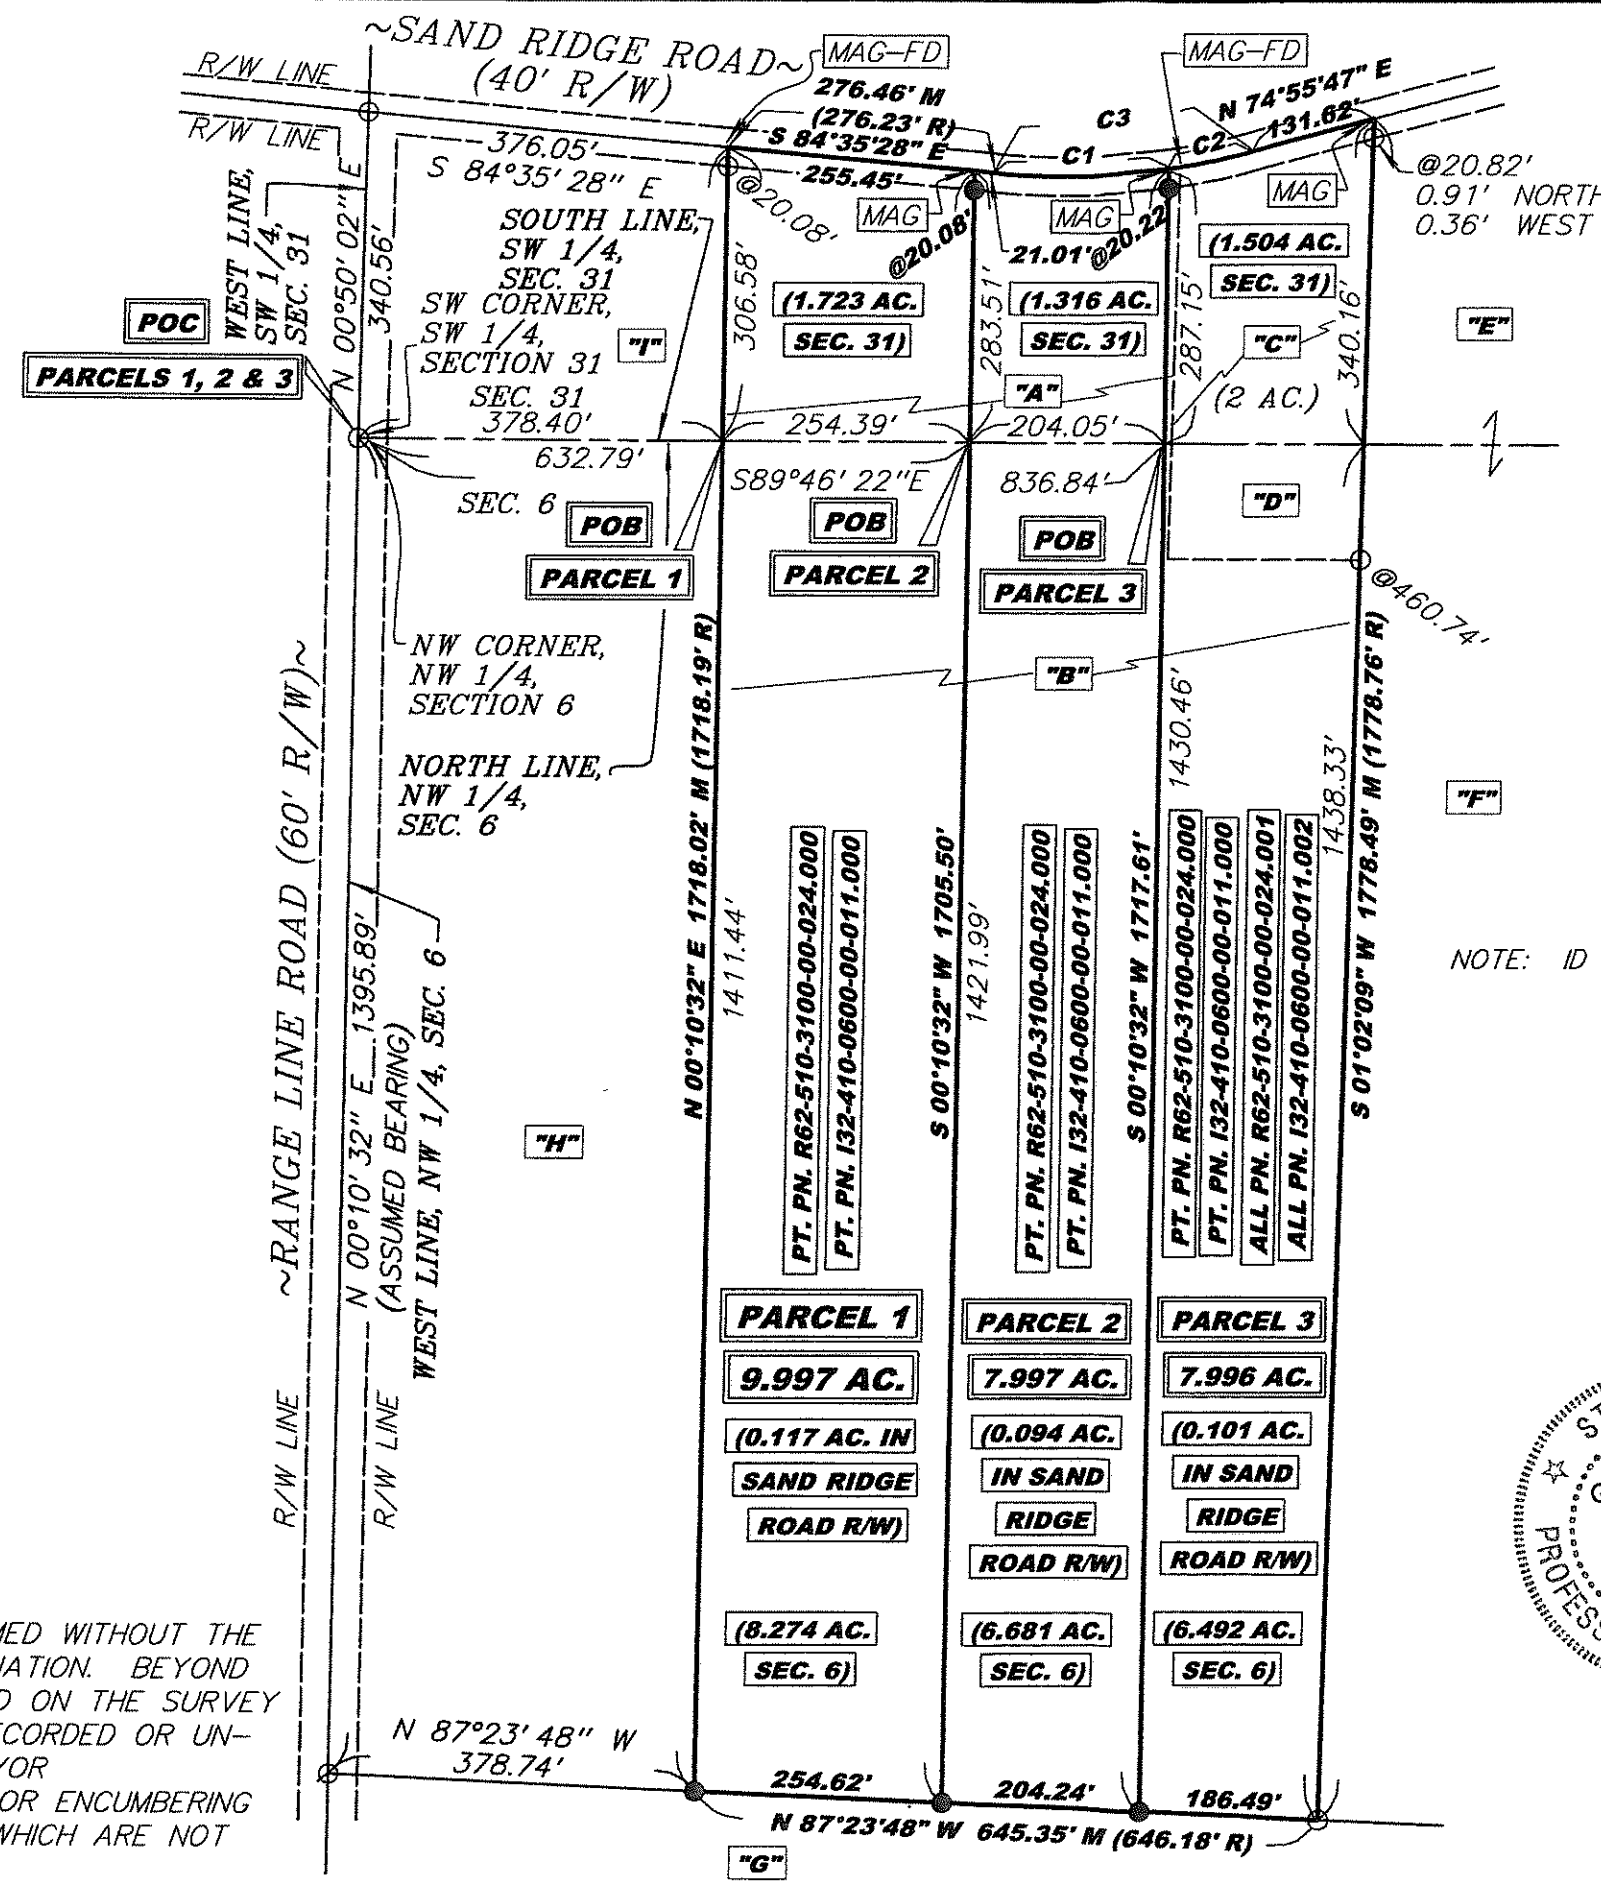 ~SAND RIDGE ROAD~
(40' R/W)
R/W LINE
R/W LINE
MAG-FD
MAG-FD
276.46' M
(276.23' R)
S 84°35'28" E
255.45'
376.05'
S 84°35' 28" E
C3
C1
C2
N 74°55'47" E
131.62'
@20.82'
0.91' NORTH
0.36' WEST
@20.08'
MAG
@20.08'
MAG
21.01'
@20.22
MAG
WEST LINE,
SW 1/4,
SEC. 31
N 00°50' 02" E
340.56'
SOUTH LINE,
SW 1/4,
SEC. 31
SW CORNER,
SW 1/4,
SECTION 31
POC
PARCELS 1, 2 & 3
"I"
306.58'
(1.723 AC.
SEC. 31)
283.51'
(1.316 AC.
SEC. 31)
287.15'
(1.504 AC.
SEC. 31)
340.16'
"E"
"C"
"A"
(2 AC.)
SEC. 31
378.40'
254.39'
204.05'
632.79'
S89°46' 22"E
836.84'
SEC. 6
"D"
POB
PARCEL 1
POB
PARCEL 2
POB
PARCEL 3
@460.74'
NW CORNER,
NW 1/4,
SECTION 6
"B"
NORTH LINE,
NW 1/4,
SEC. 6
"F"
~RANGE LINE ROAD (60' R/W)~
N 00°10' 32" E 1395.89'
(ASSUMED BEARING)
WEST LINE, NW 1/4, SEC. 6
R/W LINE
R/W LINE
"H"
N 00°10'32" E 1718.02' M (1718.19' R)
1411.44'
PT. PN. R62-510-3100-00-024.000
PT. PN. I32-410-0600-00-011.000
S 00°10'32" W 1705.50'
1421.99'
PT. PN. R62-510-3100-00-024.000
PT. PN. I32-410-0600-00-011.000
S 00°10'32" W 1717.61'
1430.46'
PT. PN. R62-510-3100-00-024.000
PT. PN. I32-410-0600-00-011.000
ALL PN. R62-510-3100-00-024.001
ALL PN. I32-410-0600-00-011.002
1438.33'
S 01°02'09" W 1778.49' M (1778.76' R)
NOTE: ID
PARCEL 1
9.997 AC.
(0.117 AC. IN
SAND RIDGE
ROAD R/W)
(8.274 AC.
SEC. 6)
PARCEL 2
7.997 AC.
(0.094 AC.
IN SAND
RIDGE
ROAD R/W)
(6.681 AC.
SEC. 6)
PARCEL 3
7.996 AC.
(0.101 AC.
IN SAND
RIDGE
ROAD R/W)
(6.492 AC.
SEC. 6)
N 87°23' 48" W
378.74'
254.62'
204.24'
186.49'
N 87°23'48" W 645.35' M (646.18' R)
"G"
MED WITHOUT THE
NATION. BEYOND
D ON THE SURVEY
ECORDED OR UN-
YOR
OR ENCUMBERING
WHICH ARE NOT
ST
PROFESS